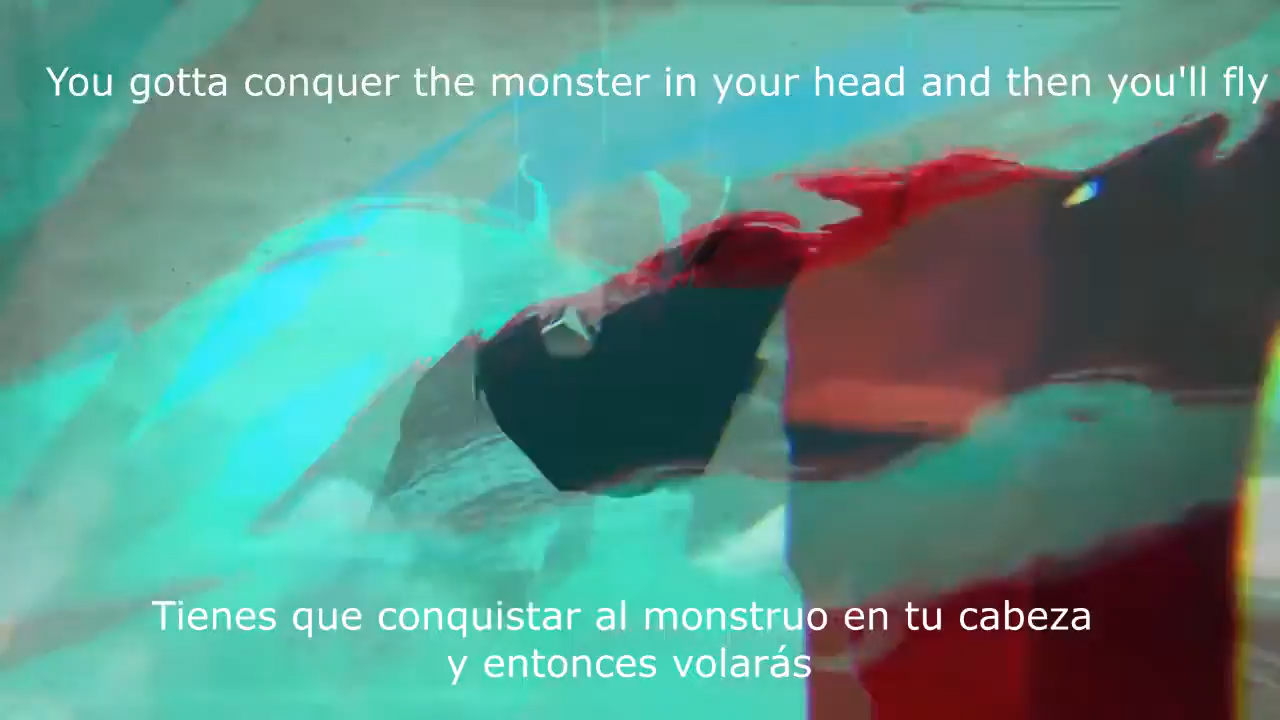 You gotta conquer the monster in your head and then you'll fly
Tienes que conquistar al monstruo en tu cabeza
y entonces volarás